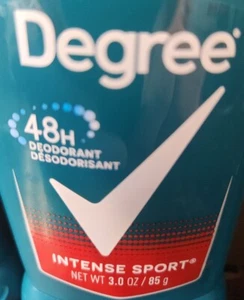 Degree®
48H
DEODORANT
DÉSODORISANT
INTENSE SPORT®
NET WT 3.0 OZ / 85 g